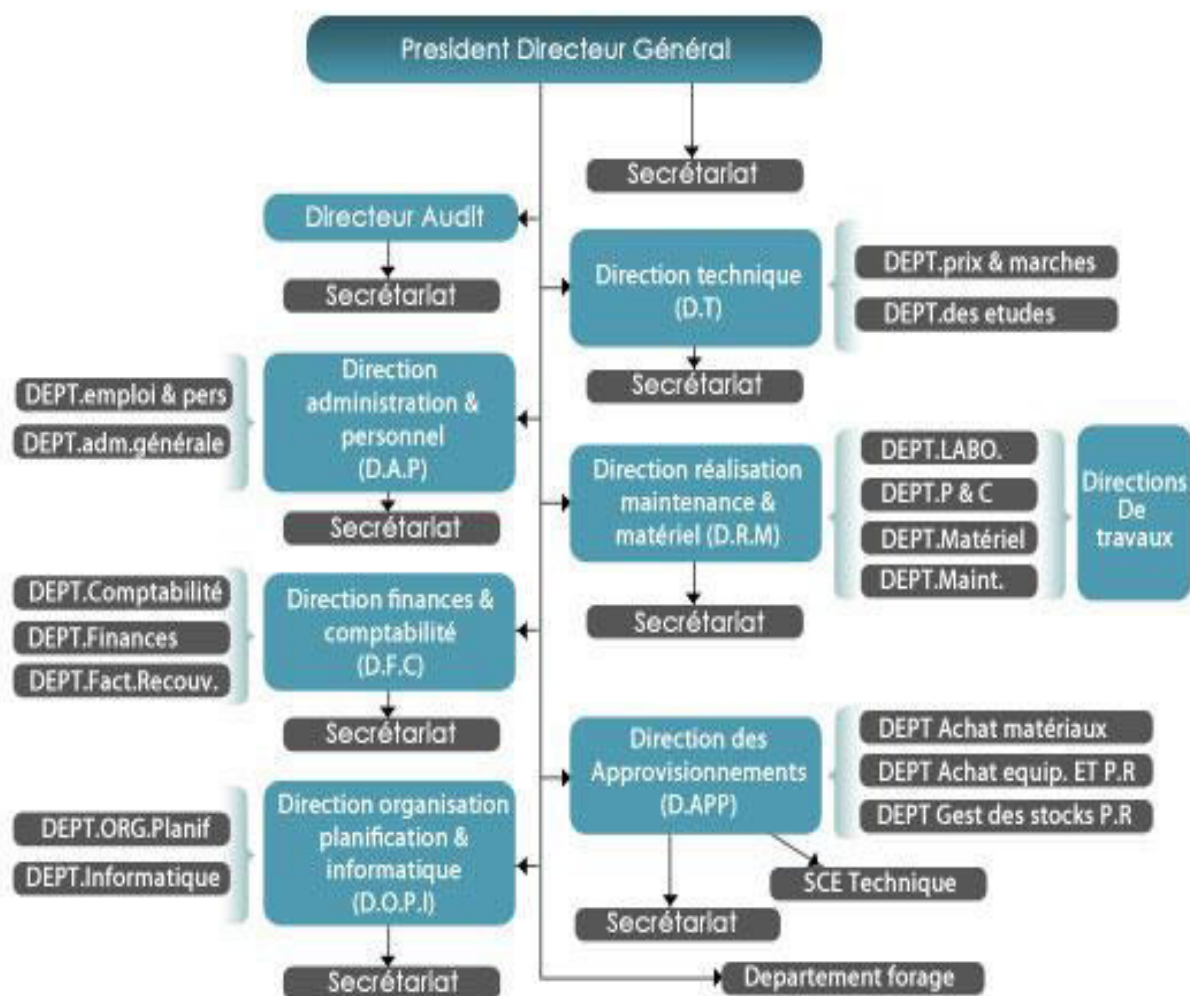 President Directeur Général
Secrétariat
Directeur Audit
Secrétariat
Direction technique
(D.T)
DEPT.prix & marches
DEPT.des etudes
Secrétariat
DEPT.emploi & pers
DEPT.adm.générale
Direction
administration &
personnel
(D.A.P)
Secrétariat
Direction réalisation
maintenance &
matériel (D.R.M)
DEPT.LABO.
DEPT.P & C
DEPT.Matériel
DEPT.Maint.
Directions
De
travaux
Secrétariat
DEPT.Comptabilité
DEPT.Finances
DEPT.Fact.Recouv.
Direction finances &
comptabilité
(D.F.C)
Secrétariat
Direction des
Approvisionnements
(D.APP)
DEPT Achat matériaux
DEPT Achat equip. ET P.R
DEPT Gest des stocks P.R
SCE Technique
Secrétariat
DEPT.ORG.Planif
DEPT.Informatique
Direction organisation
planification &
informatique
(D.O.P.I)
Secrétariat
Departement forage